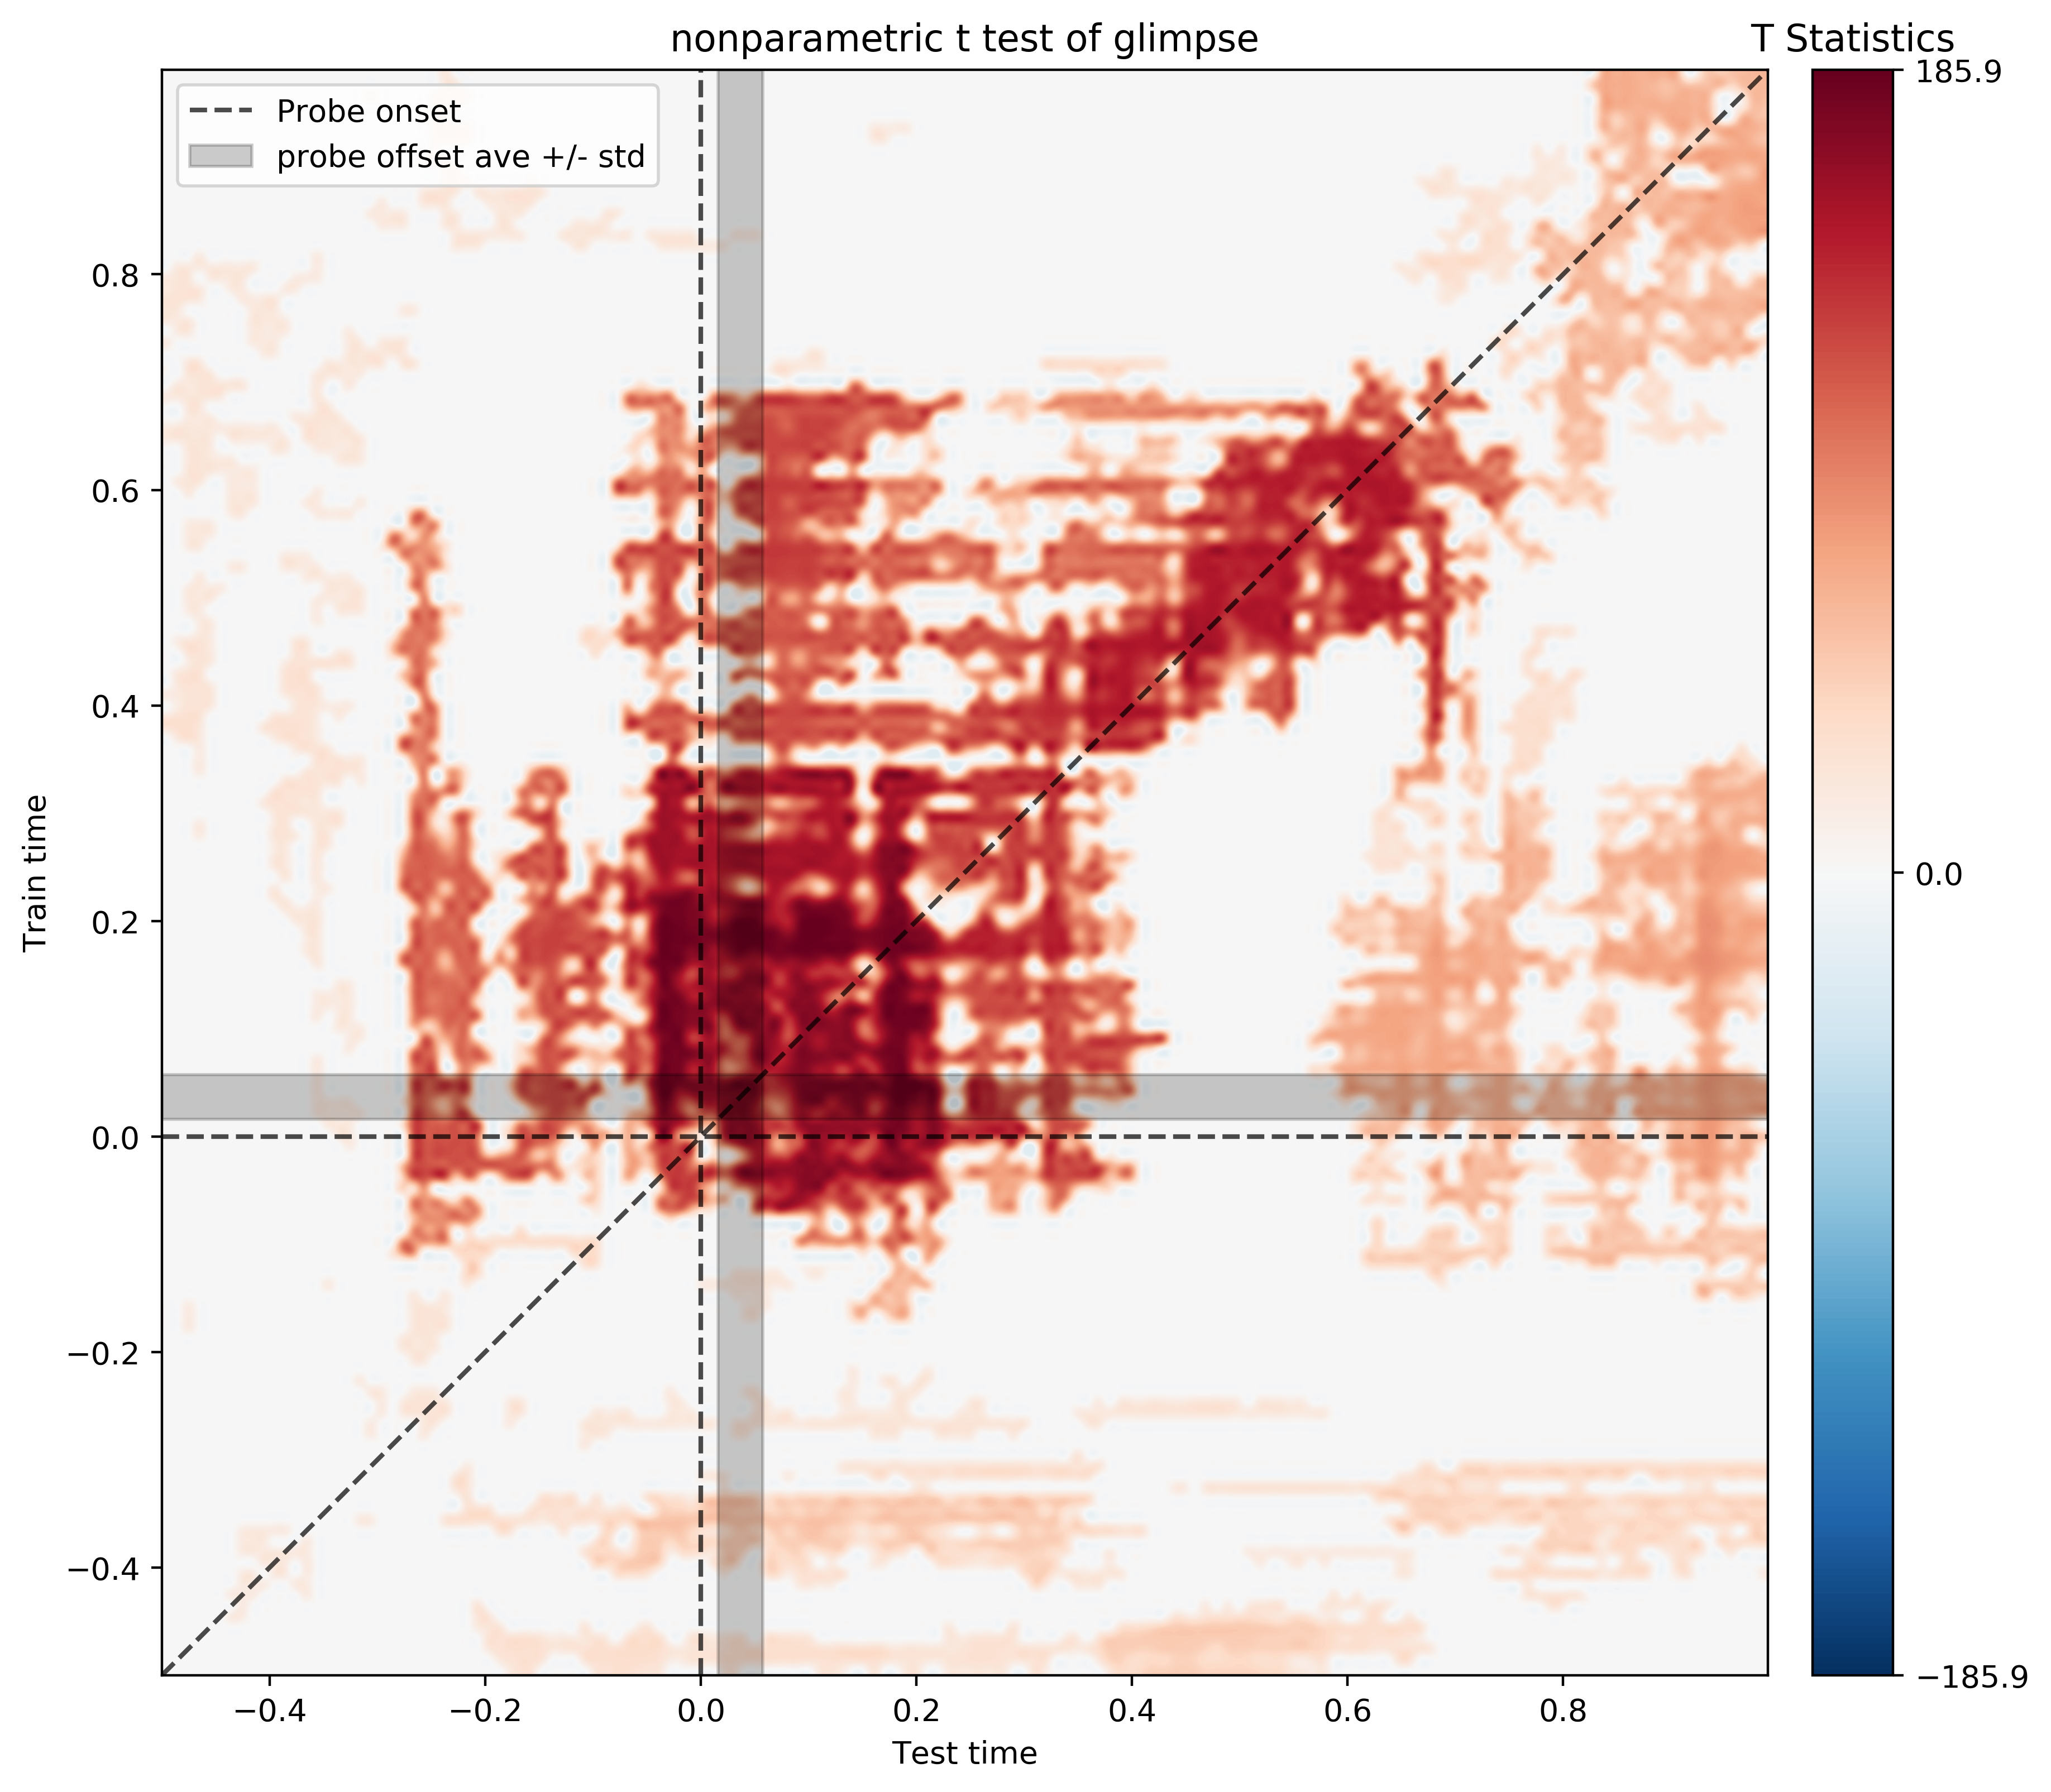 nonparametric t test of glimpse
T Statistics
Probe onset
probe offset ave +/- std
185.9
0.0
−185.9
Train time
0.8
0.6
0.4
0.2
0.0
−0.2
−0.4
−0.4
−0.2
0.0
0.2
0.4
0.6
0.8
Test time